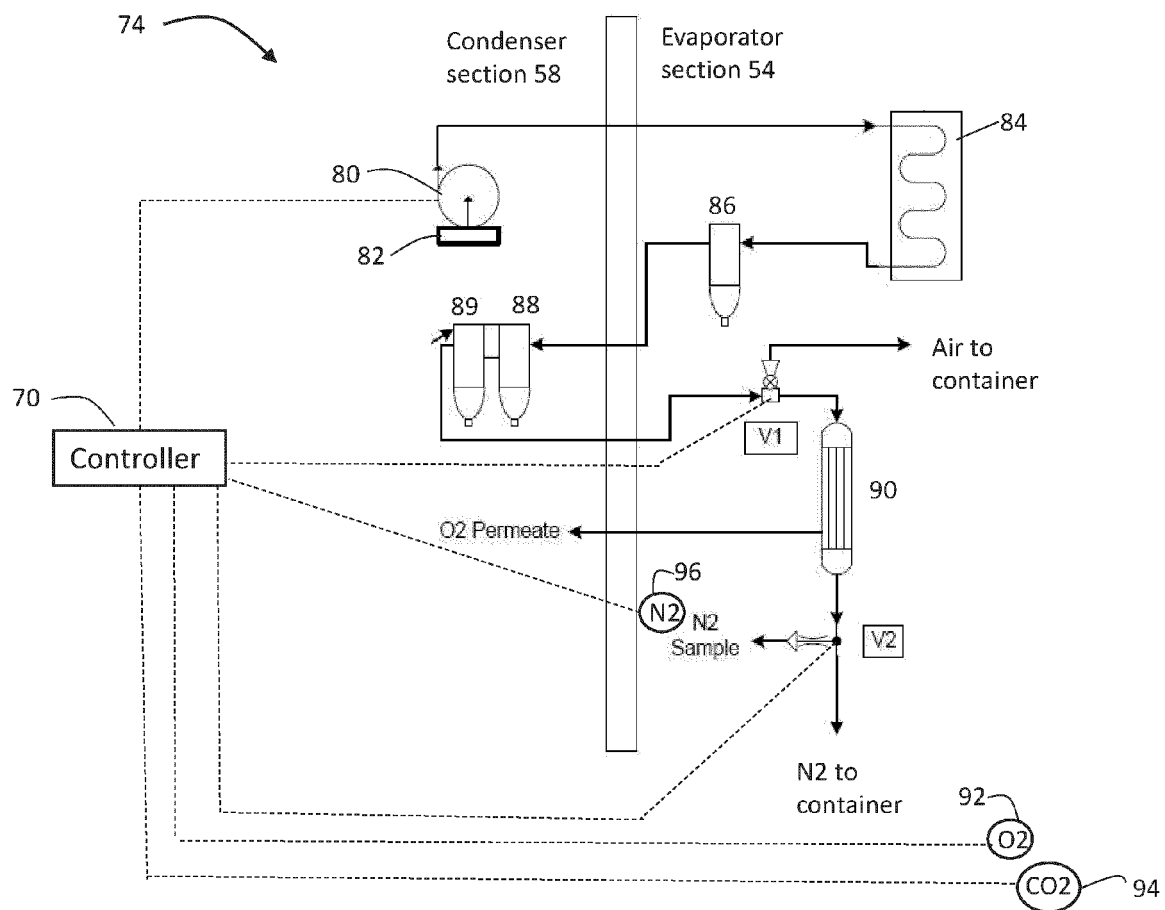 74
Condenser
section 58
Evaporator
section 54
84
80
86
82
89 88
Air to
container
70
V1
Controller
90
O2 Permeate
96
N2
N2
Sample
V2
N2 to
container
92
O2
CO2
94